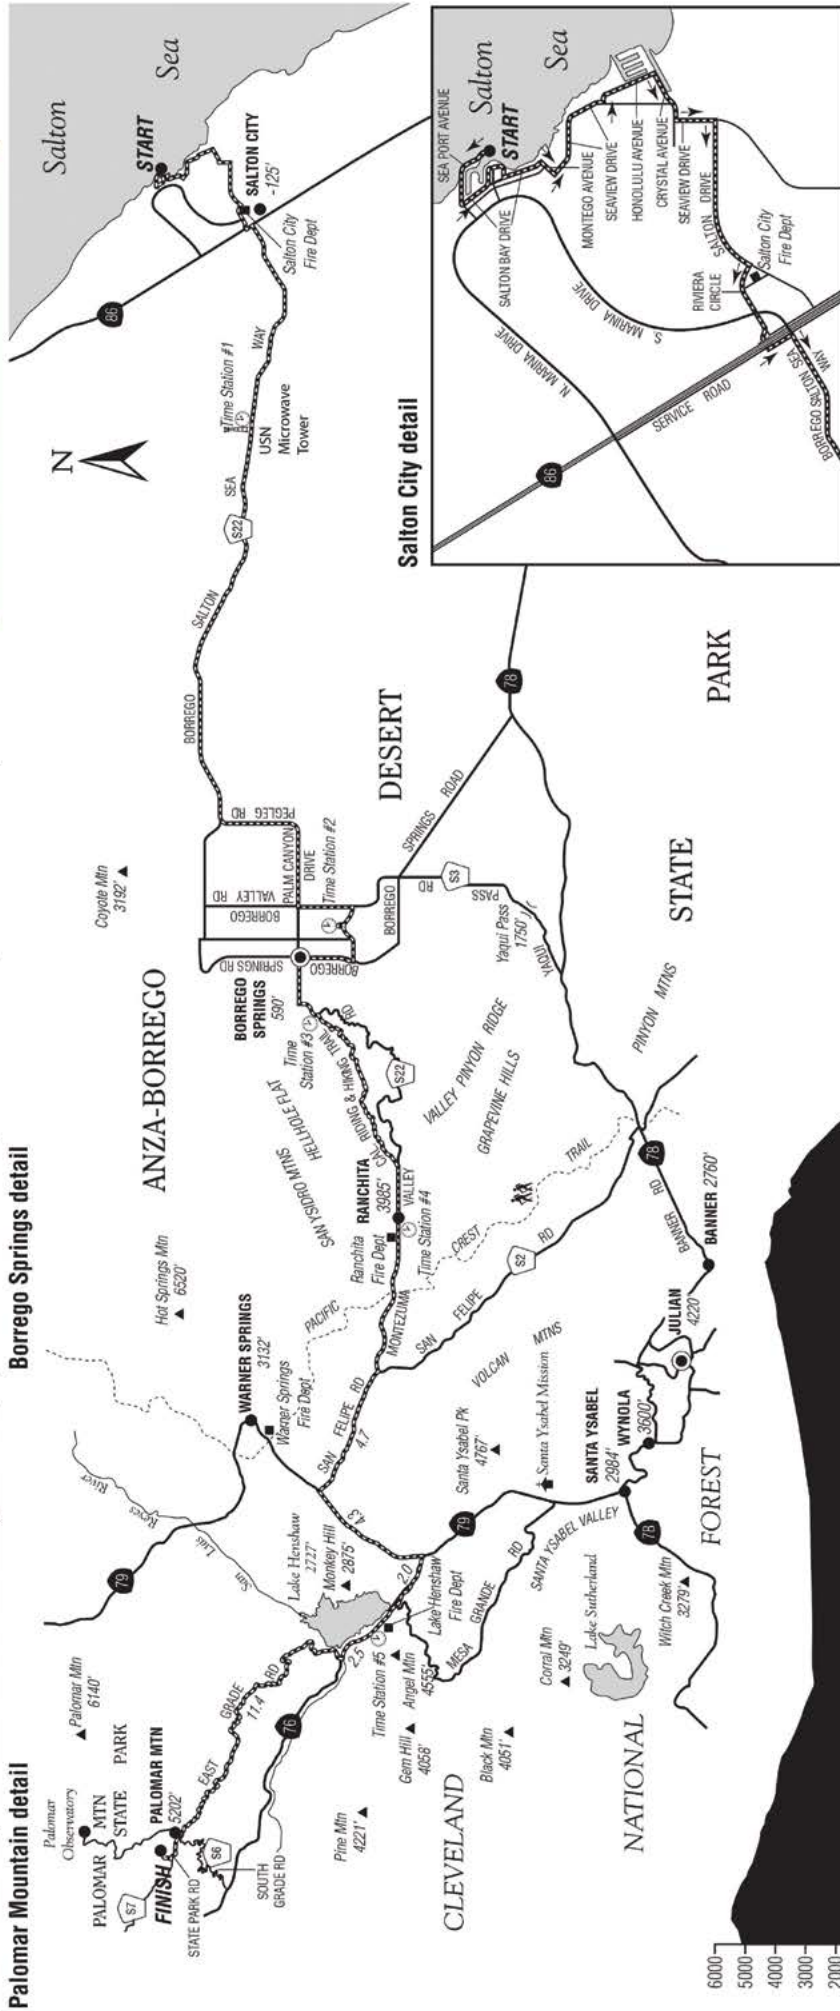 Palomar Mountain detail
Borrego Springs detail
Salton City detail
Salton
Sea
START
SALTON CITY
-125'
Salton City
Fire Dept
86
Time Station #1
USN
Microwave
Tower
N
BORREGO
SALTON
SEA
WAY
S22
Coyote Mtn
3192'
ANZA-BORREGO
DESERT
STATE
PARK
PEGLEG RD
PALM CANYON
DRIVE
Time Station #2
BORREGO
VALLEY RD
BORREGO
SPRINGS RD
BORREGO
SPRINGS
590'
BORREGO
SPRINGS
ROAD
78
S3
YAQUI
PASS
RD
Yaqui Pass
1750'
Time
Station #3
CAL RIDING & HIKING TRAIL
RD
S22
HELLHOLE FLAT
SAN YSIDRO MTNS
VALLEY PINYON RIDGE
GRAPEVINE HILLS
PINYON MTNS
RANCHITA
3985'
Ranchita
Fire Dept
Time Station #4
MONTEZUMA
VALLEY
PACIFIC
CREST
TRAIL
SAN
FELIPE
RD
S2
78
BANNER RD
BANNER 2760'
JULIAN
4220'
WYNOLA
3600'
SANTA YSABEL
2984'
VOLCAN MTNS
Santa Ysabel Mission
Santa Ysabel Pk
4767'
Hot Springs Mtn
6520'
WARNER SPRINGS
3132'
Warner Springs
Fire Dept
SAN
FELIPE
RD
4.7
4.3
79
79
San Luis Reyes River
Lake Henshaw
2727'
Monkey Hill
2875'
2.0
2.5
Lake Henshaw
Fire Dept
Time Station #5
MESA
GRANDE
RD
SANTA YSABEL VALLEY
78
Angel Mtn
4555'
Gem Hill
4058'
Black Mtn
4051'
Corral Mtn
3249'
Lake Sutherland
Witch Creek Mtn
3279'
CLEVELAND
NATIONAL
FOREST
Pine Mtn
4221'
Palomar Mtn
6140'
EAST
GRADE
RD
11.4
76
Palomar
Observatory
PALOMAR MTN
STATE PARK
PALOMAR MTN
5202'
S7
FINISH
STATE PARK RD
S6
SOUTH
GRADE RD
Salton
Sea
START
SEA PORT AVENUE
SALTON BAY DRIVE
MONTEGO AVENUE
SEAVIEW DRIVE
HONOLULU AVENUE
CRYSTAL AVENUE
SEAVIEW DRIVE
SALTON DRIVE
Salton City
Fire Dept
RIVIERA
CIRCLE
S. MARINA DRIVE
N. MARINA DRIVE
SERVICE ROAD
86
BORREGO SALTON SEA
WAY
6000
5000
4000
3000
2000